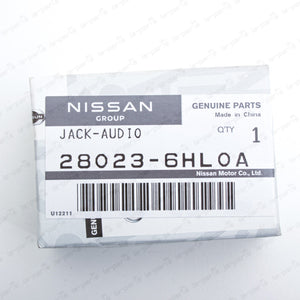 NISSAN
GROUP
GENUINE PARTS
Made in China
JACK-AUDIO
QTY 1
28023-6HL0A
Nissan Motor Co., Ltd.
U12211